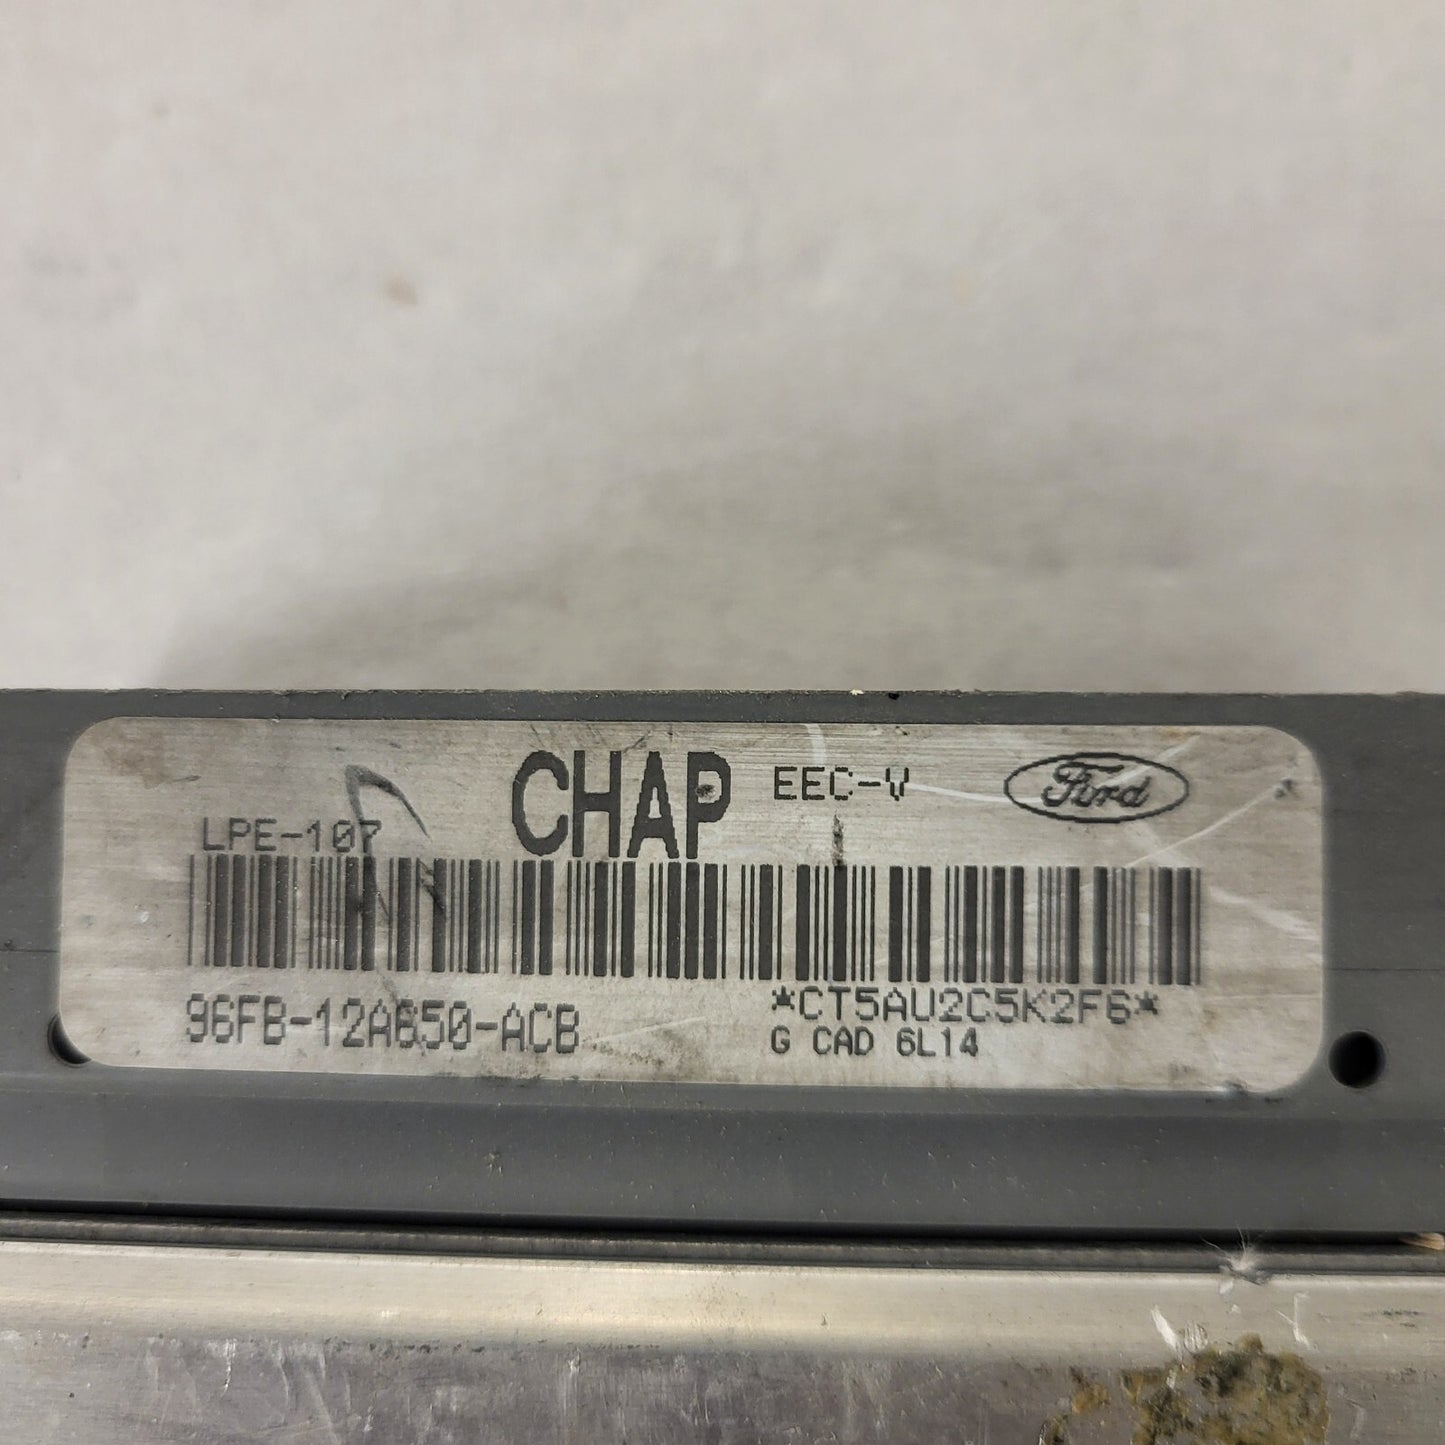 CHAP EEC-V Ford
LPE-107
96FB-12A650-ACB
*CT5AU2C5K2F6*
G CAD 6L14